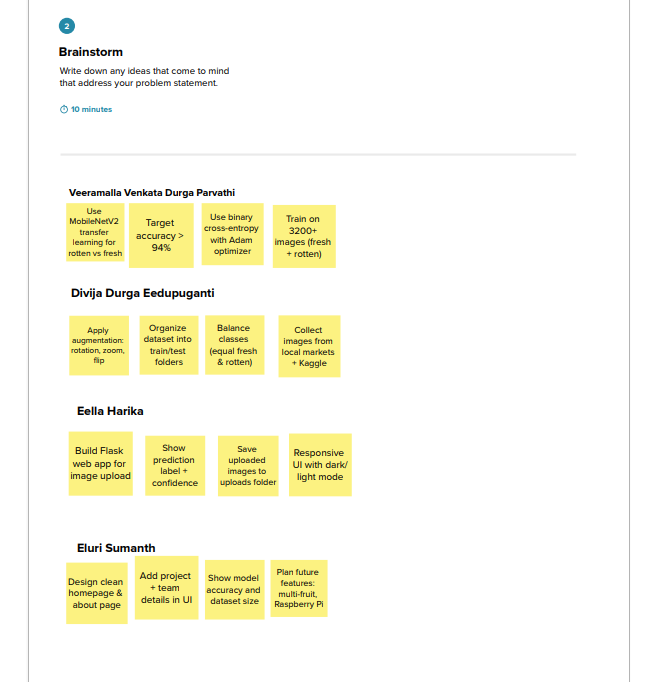 2
Brainstorm
Write down any ideas that come to mind
that address your problem statement.
10 minutes
Veeramalla Venkata Durga Parvathi
Use
MobileNetV2
transfer
learning for
rotten vs fresh
Target
accuracy >
94%
Use binary
cross-entropy
with Adam
optimizer
Train on
3200+
images (fresh
+ rotten)
Divija Durga Eedupuganti
Apply
augmentation:
rotation, zoom,
flip
Organize
dataset into
train/test
folders
Balance
classes
(equal fresh
& rotten)
Collect
images from
local markets
+ Kaggle
Eella Harika
Build Flask
web app for
image upload
Show
prediction
label +
confidence
Save
uploaded
images to
uploads folder
Responsive
UI with dark/
light mode
Eluri Sumanth
Design clean
homepage &
about page
Add project
+ team
details in UI
Show model
accuracy and
dataset size
Plan future
features:
multi-fruit,
Raspberry Pi